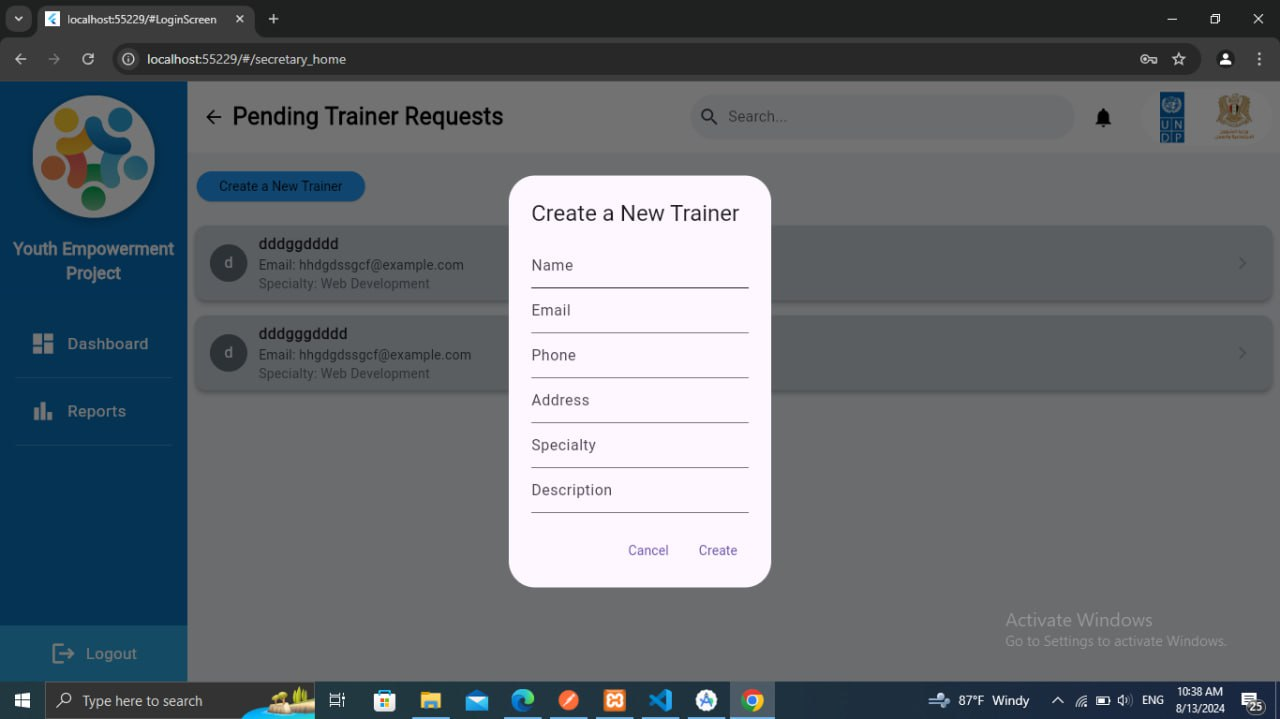 localhost:55229/#LoginScreen
localhost:55229/#/secretary_home
Youth Empowerment
Project
Dashboard
Reports
Logout
Pending Trainer Requests
Search...
UN
DP
Create a New Trainer
d
dddggdddd
Email: hhdgdssgcf@example.com
Specialty: Web Development
d
dddgggdddd
Email: hhgdgdssgcf@example.com
Specialty: Web Development
Create a New Trainer
Name
Email
Phone
Address
Specialty
Description
Cancel
Create
Activate Windows
Go to Settings to activate Windows.
Type here to search
87°F Windy
ENG
10:38 AM
8/13/2024
25